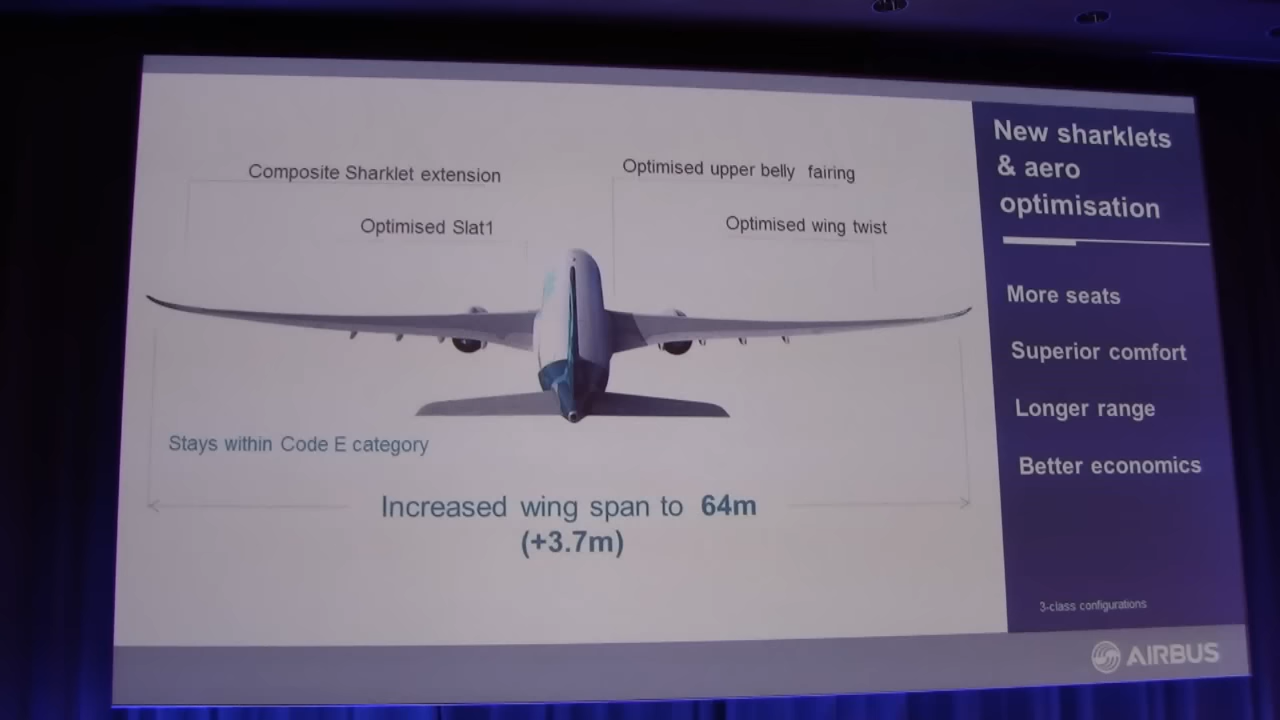 Composite Sharklet extension
Optimised upper belly fairing
Optimised Slat1
Optimised wing twist
Stays within Code E category
Increased wing span to 64m
(+3.7m)
New sharklets
& aero
optimisation
More seats
Superior comfort
Longer range
Better economics
3-class configurations
AIRBUS